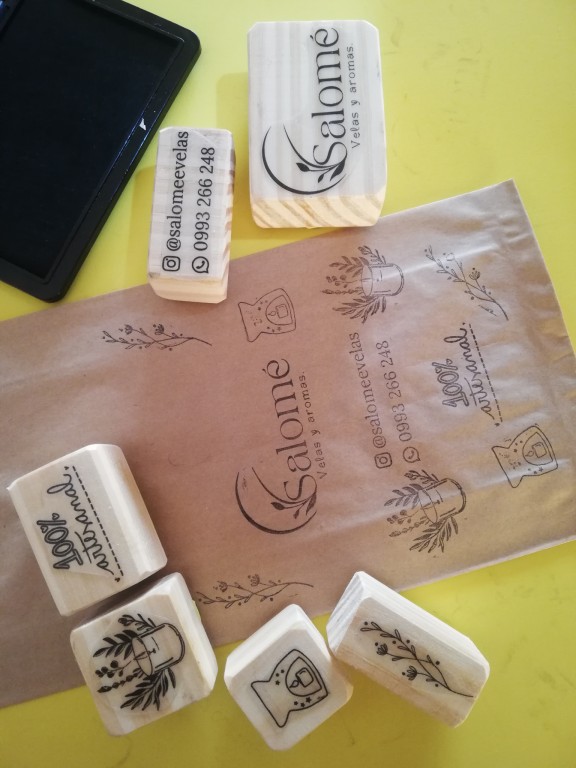 Salomé
Velas y aromas.
@salomeevelas
0993 266 248
Salomé
Velas y aromas.
@salomeevelas
0993 266 248
100%
artesanal.
100%
artesanal.